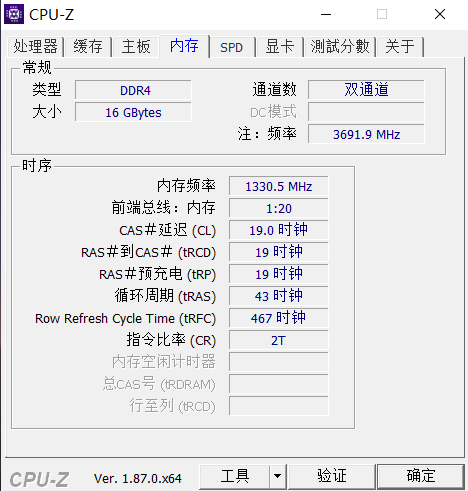 CPU-Z
处理器 缓存 主板 内存 SPD 显卡 測試分數 关于
常规
类型 DDR4 通道数 双通道
大小 16 GBytes DC模式
注：频率 3691.9 MHz
时序
内存频率 1330.5 MHz
前端总线：内存 1:20
CAS#延迟 (CL) 19.0 时钟
RAS#到CAS# (tRCD) 19 时钟
RAS#预充电 (tRP) 19 时钟
循环周期 (tRAS) 43 时钟
Row Refresh Cycle Time (tRFC) 467 时钟
指令比率 (CR) 2T
内存空闲计时器
总CAS号 (tRDRAM)
行至列 (tRCD)
CPU-Z Ver. 1.87.0.x64 工具 验证 确定